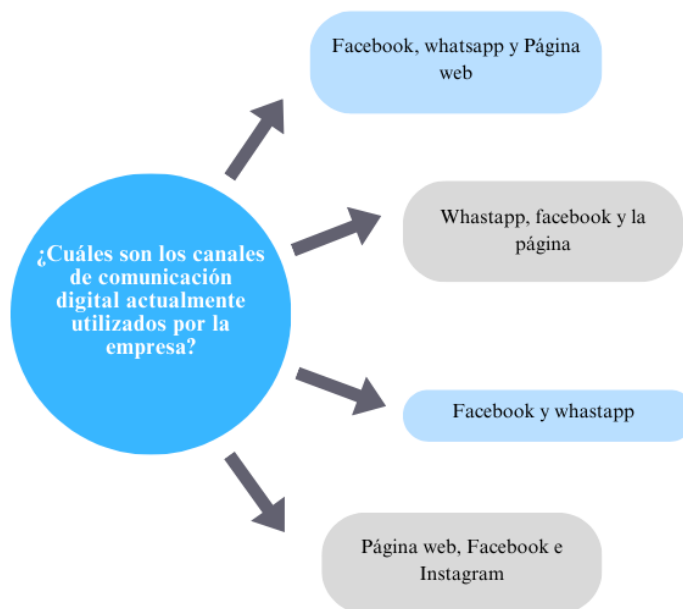 Facebook, whatsapp y Página
web
Whastapp, facebook y la
página
¿Cuáles son los canales
de comunicación
digital actualmente
utilizados por la
empresa?
Facebook y whastapp
Página web, Facebook e
Instagram